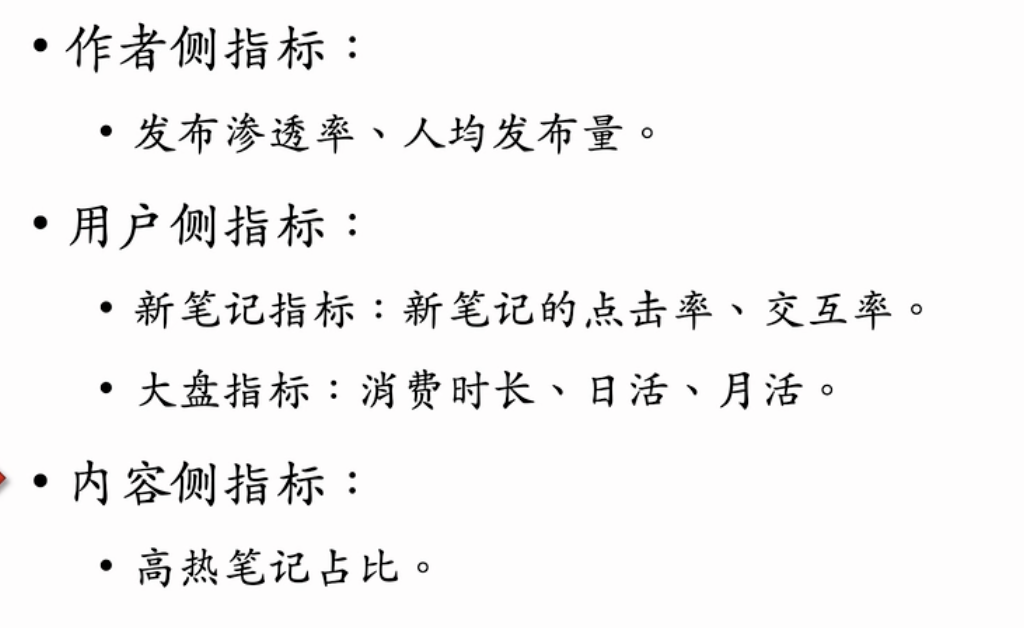 • 作者侧指标：
• 发布渗透率、人均发布量。
• 用户侧指标：
• 新笔记指标：新笔记的点击率、交互率。
• 大盘指标：消费时长、日活、月活。
• 内容侧指标：
• 高热笔记占比。